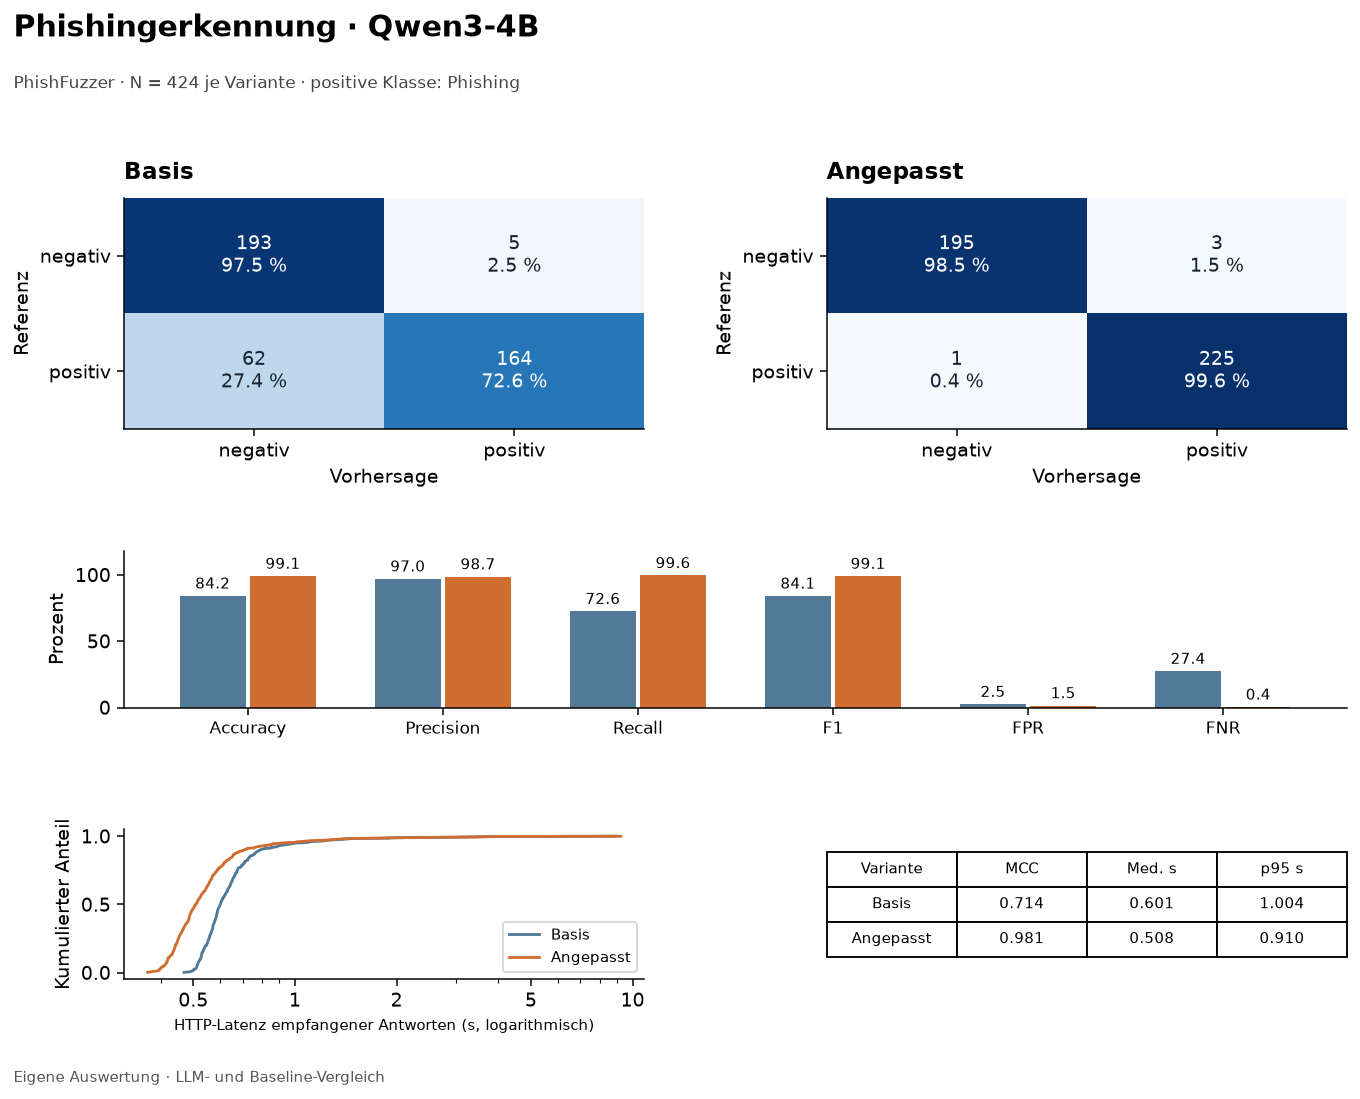 Phishingerkennung · Qwen3-4B
PhishFuzzer · N = 424 je Variante · positive Klasse: Phishing
Basis
Referenz
negativ
positiv
193
97.5 %
5
2.5 %
62
27.4 %
164
72.6 %
negativ
positiv
Vorhersage
Angepasst
Referenz
negativ
positiv
195
98.5 %
3
1.5 %
1
0.4 %
225
99.6 %
negativ
positiv
Vorhersage
Prozent
100
50
0
84.2
99.1
97.0
98.7
72.6
99.6
84.1
99.1
2.5
1.5
27.4
0.4
Accuracy
Precision
Recall
F1
FPR
FNR
Kumulierter Anteil
1.0
0.5
0.0
Basis
Angepasst
0.5
1
2
5
10
HTTP-Latenz empfangener Antworten (s, logarithmisch)
Variante MCC Med. s p95 s
Basis 0.714 0.601 1.004
Angepasst 0.981 0.508 0.910
Eigene Auswertung · LLM- und Baseline-Vergleich